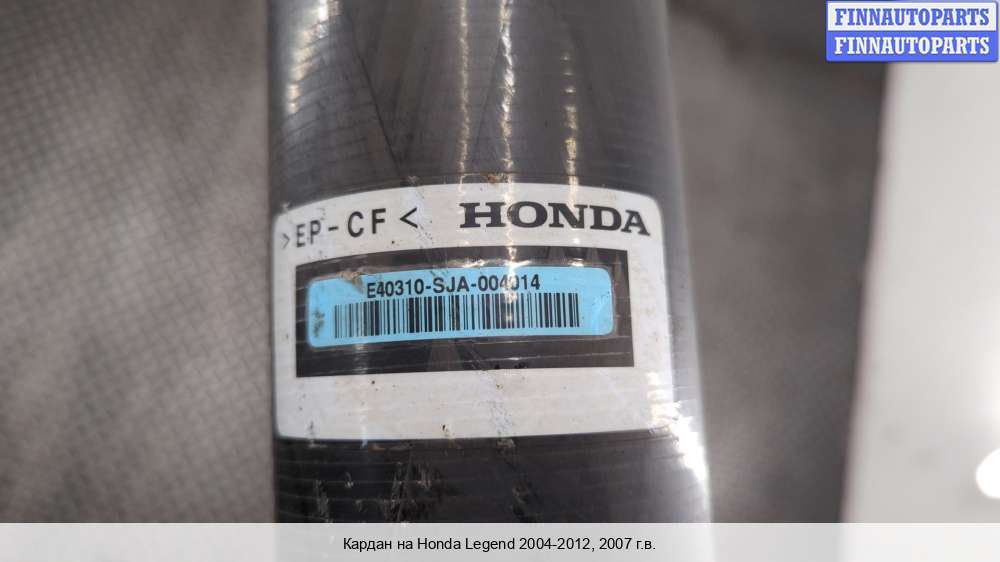 FINNAUTOPARTS
FINNAUTOPARTS
>EP-CF< HONDA
E40310-SJA-004014
Кардан на Honda Legend 2004-2012, 2007 г.в.